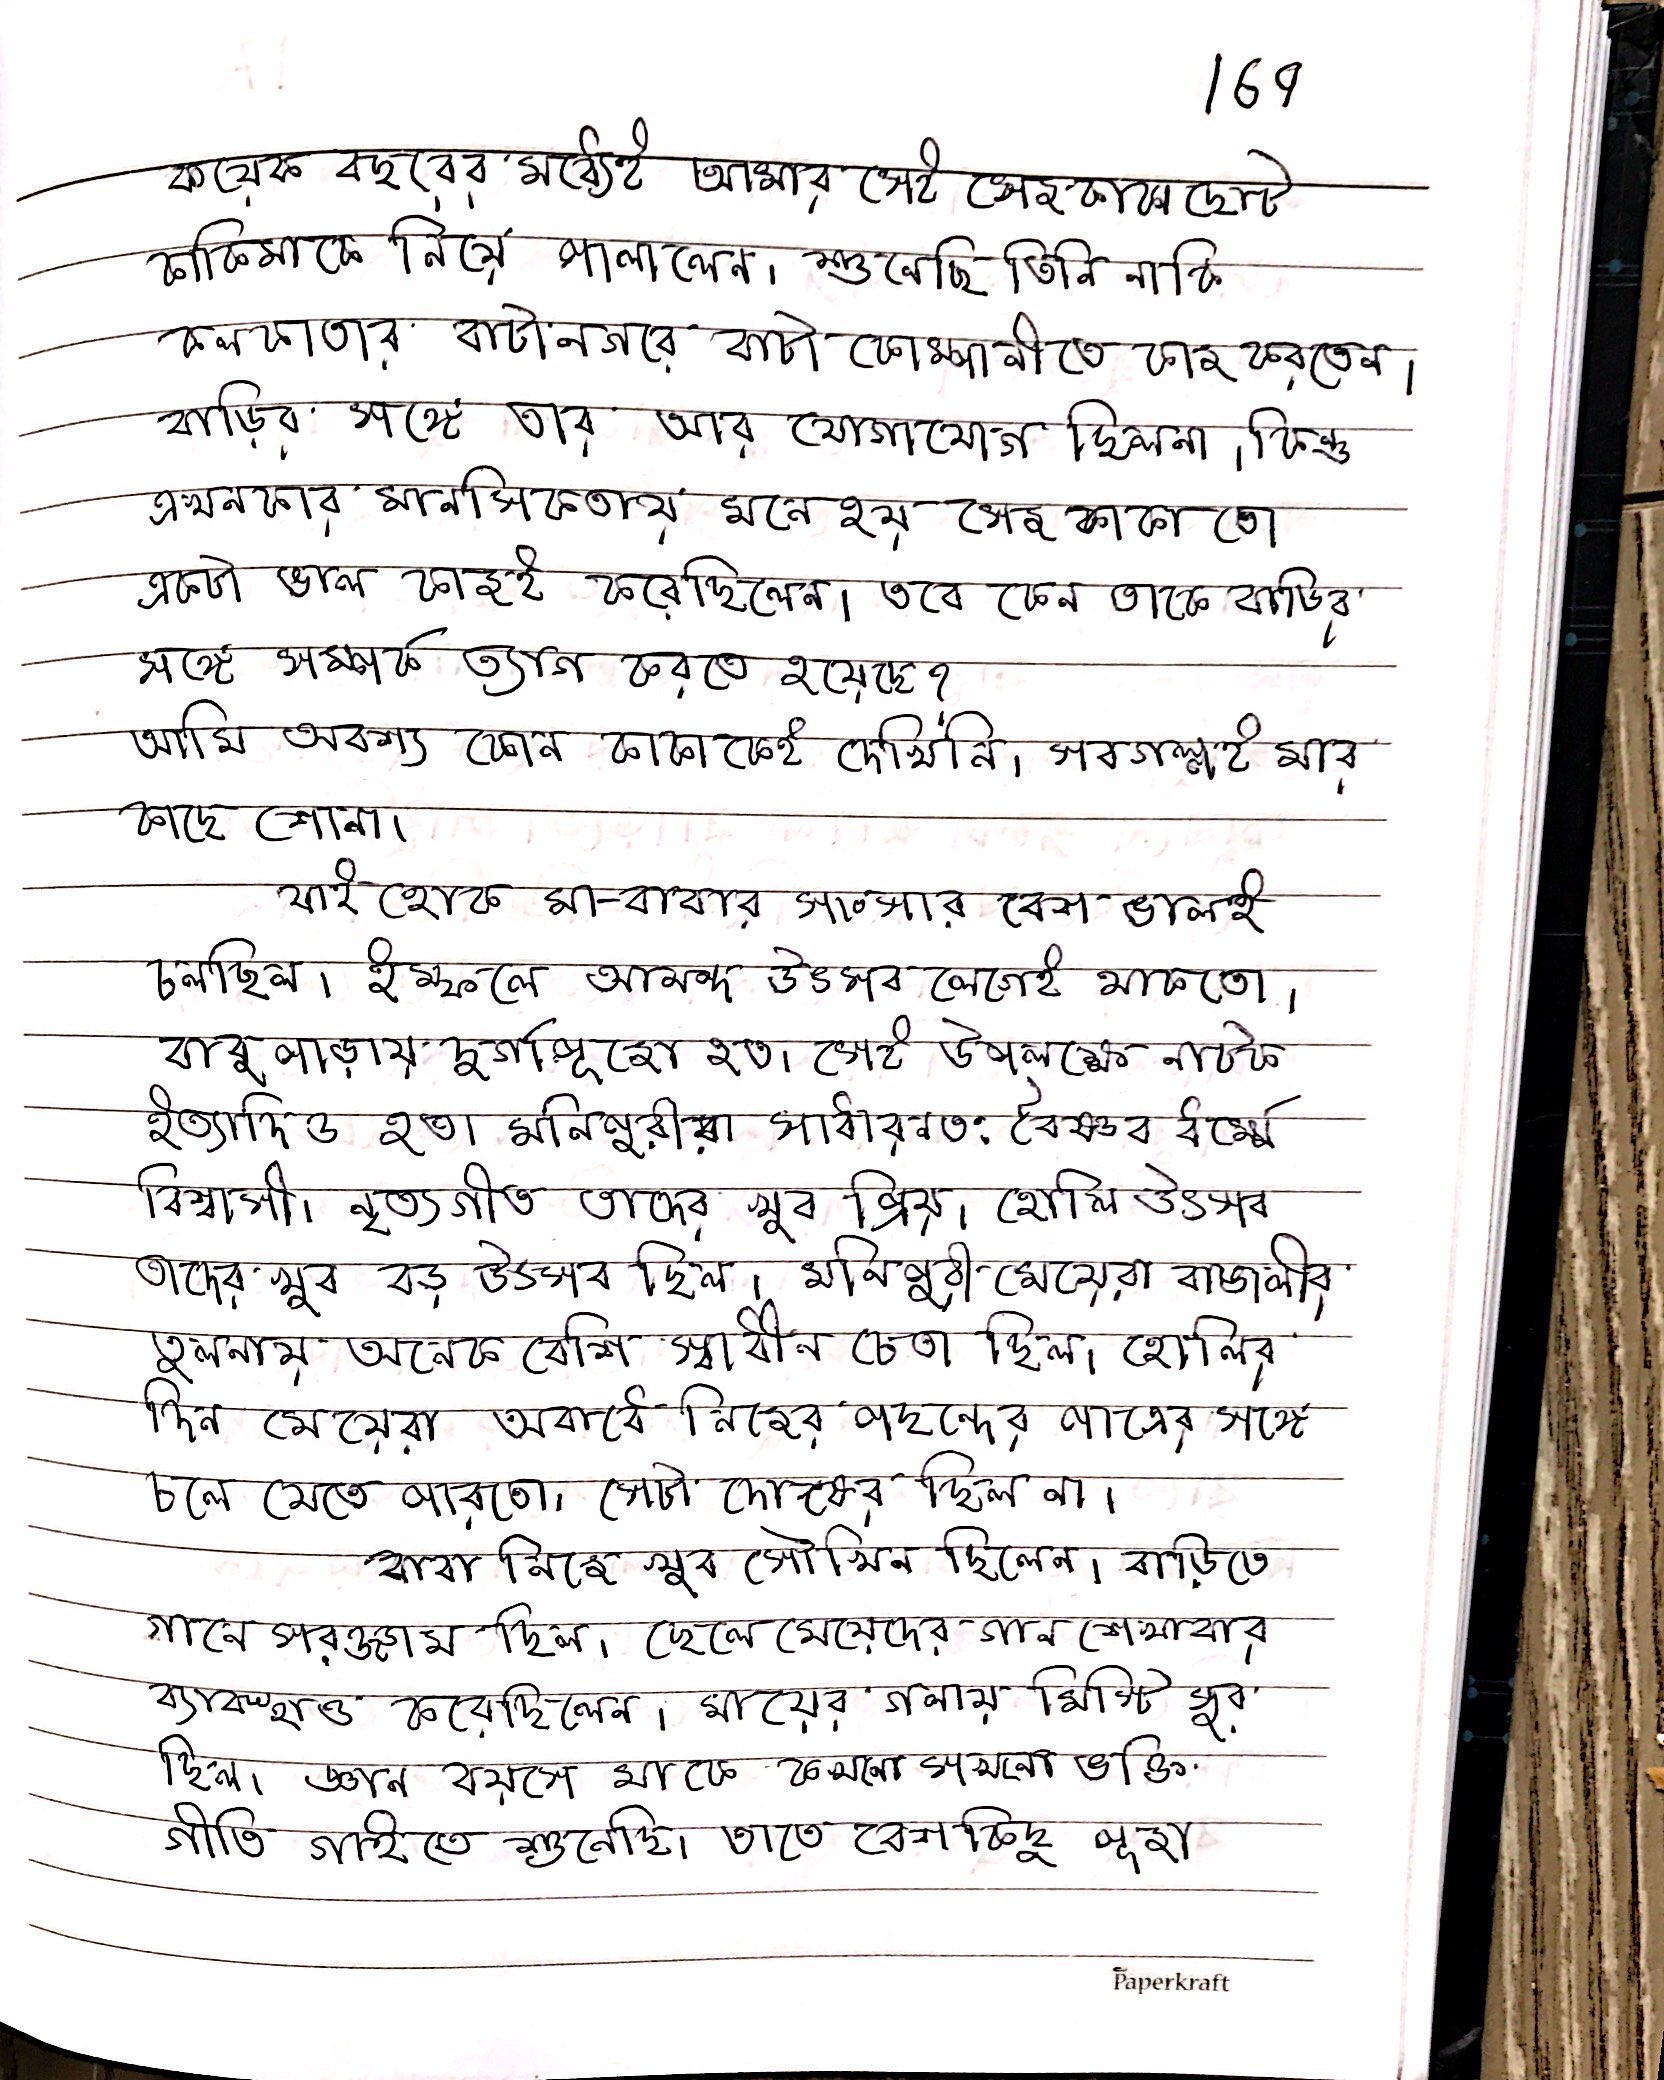 169
কয়েক বছরের মধ্যেই আমার সেই সেজকাকা ছোট
কাকিমাকে নিয়ে পালালেন। শুনেছি তিনি নাকি
কলকাতার বাটানগরে বাটা কোম্পানীতে কাজ করতেন।
বাড়ির সঙ্গে তার আর যোগাযোগ ছিলনা। কিন্তু
এখনকার মানসিকতায় মনে হয় সেজকাকা তো
একটা ভাল কাজই করেছিলেন। তবে কেন তাকে বাড়ির
সঙ্গে সম্পর্ক ত্যাগ করতে হয়েছে?
আমি অবশ্য কোন কাকাকেই দেখিনি। সবগল্পই মার
কাছে শোনা।
যাই হোক মা-বাবার সংসার বেশ ভালই
চলছিল। ইম্ফলে আনন্দ উৎসব লেগেই থাকতো।
বাবুপাড়ায় দুর্গাপূজো হত। সেই উপলক্ষে নাটক
ইত্যাদিও হত। মনিপুরীরা সাধারনত: বৈষ্ণব ধর্মে
বিশ্বাসী। নৃত্যগীত তাদের খুব প্রিয়। হোলি উৎসব
তাদের খুব বড় উৎসব ছিল। মনিপুরী মেয়েরা বাঙালীর
তুলনায় অনেক বেশি স্বাধীন চেতা ছিল। হোলির
দিন মেয়েরা অবাধে নিজের পছন্দের পাত্রের সঙ্গে
চলে যেতে পারতো। সেটা দোষের ছিল না।
বাবা নিজে খুব সৌখিন ছিলেন। বাড়িতে
গানে সরঞ্জাম ছিল। ছেলেমেয়েদের গান শেখাবার
ব্যাবস্থাও করেছিলেন। মায়ের গলায় মিস্টি সুর
ছিল। জ্ঞান বয়সে মাকে কখনো সখনো ভক্তি
গীতি গাইতে শুনেছি। তাতে বেশকিছু পূজা
Paperkraft